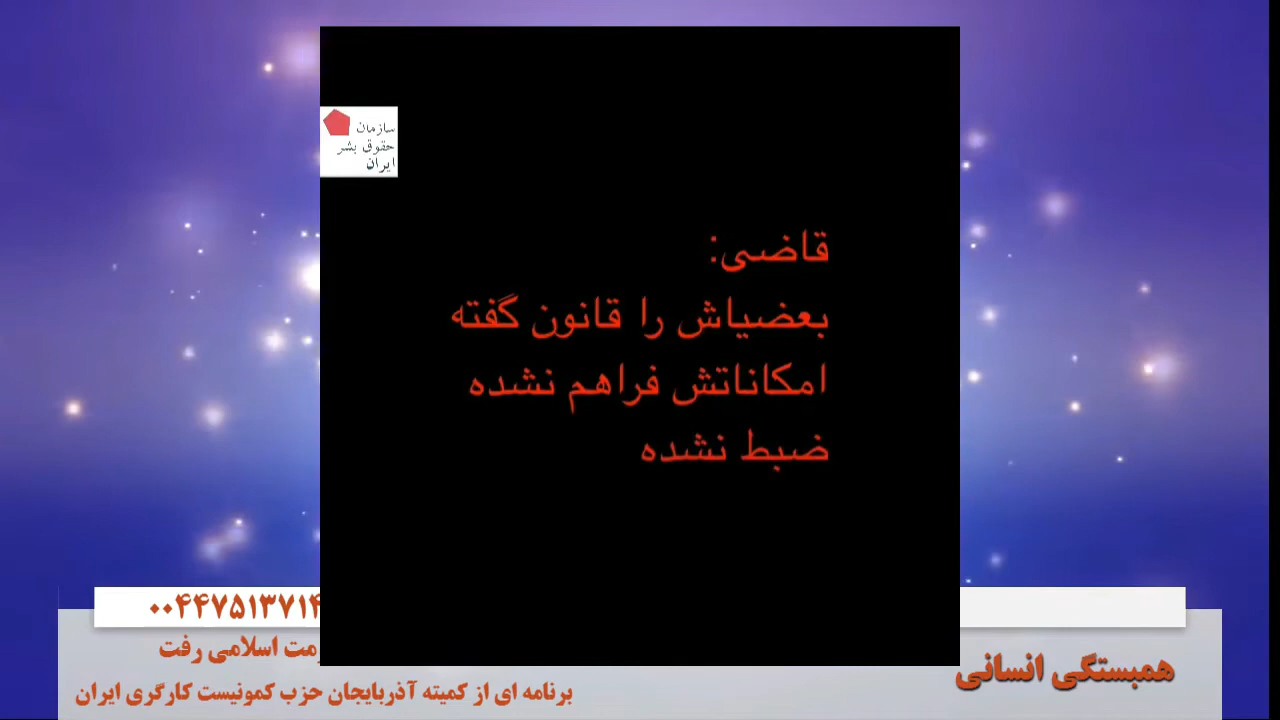 سازمان
حقوق بشر
ایران
قاضی:
بعضیاش را قانون گفته
امکاناتش فراهم نشده
ضبط نشده
۰۰۴۴۷۵۱۳۷۱۴
اسلامی رفت
همبستگی انسانی
برنامه ای از کمیته آذربایجان حزب کمونیست کارگری ایران